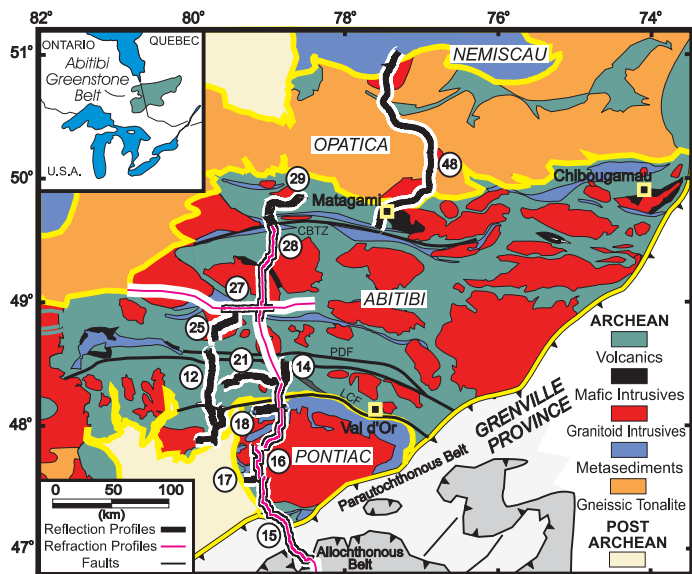 82° 80° 78° 76° 74°
51°
50°
49°
48°
47°
ONTARIO QUEBEC
Abitibi
Greenstone
Belt
U.S.A.
NEMISCAU
OPATICA
48
29
Matagami
Chibougamau
CBTZ
28
27
ABITIBI
25
PDF
21
14
12
LCF
18
Val d'Or
16
PONTIAC
17
15
GRENVILLE
PROVINCE
Parautochthonous Belt
Allochthonous
Belt
0 50 100
(km)
Reflection Profiles
Refraction Profiles
Faults
ARCHEAN
Volcanics
Mafic Intrusives
Granitoid Intrusives
Metasediments
Gneissic Tonalite
POST
ARCHEAN